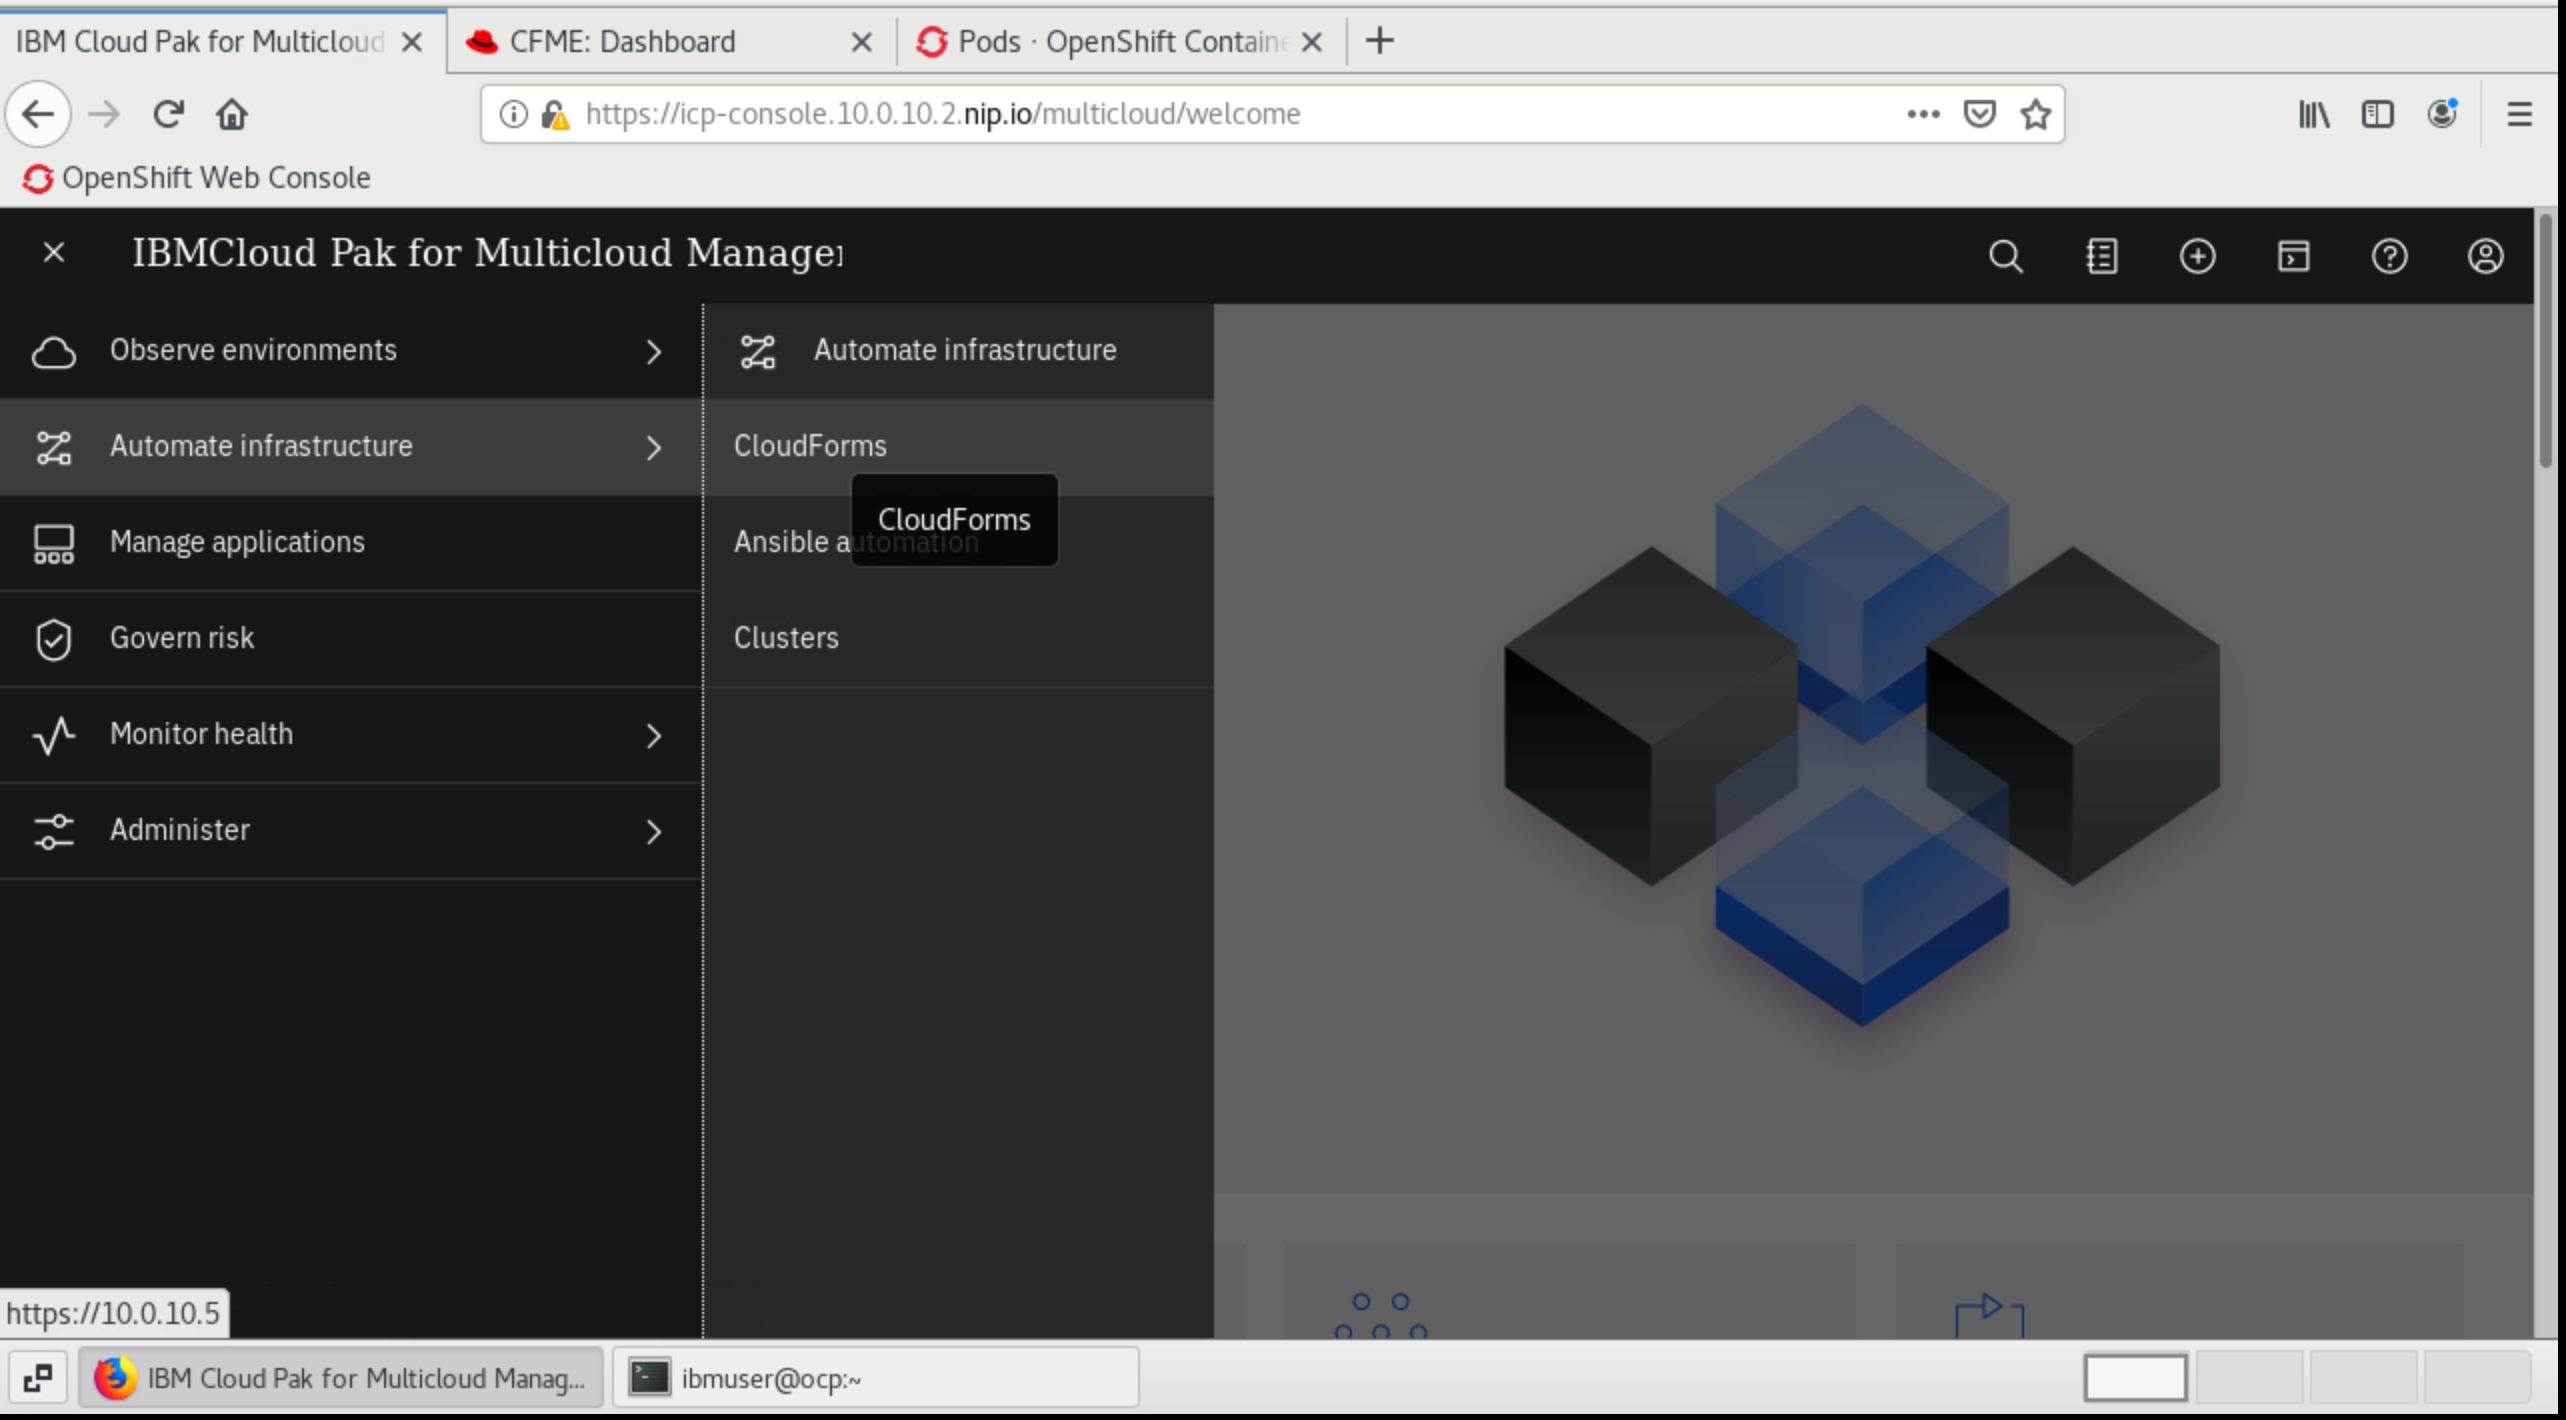 IBM Cloud Pak for Multicloud
CFME: Dashboard
Pods · OpenShift Containe
https://icp-console.10.0.10.2.nip.io/multicloud/welcome
OpenShift Web Console
IBMCloud Pak for Multicloud Manager
Observe environments
Automate infrastructure
Manage applications
Govern risk
Monitor health
Administer
Automate infrastructure
CloudForms
CloudForms
Ansible automation
Clusters
https://10.0.10.5
IBM Cloud Pak for Multicloud Manag...
ibmuser@ocp:~